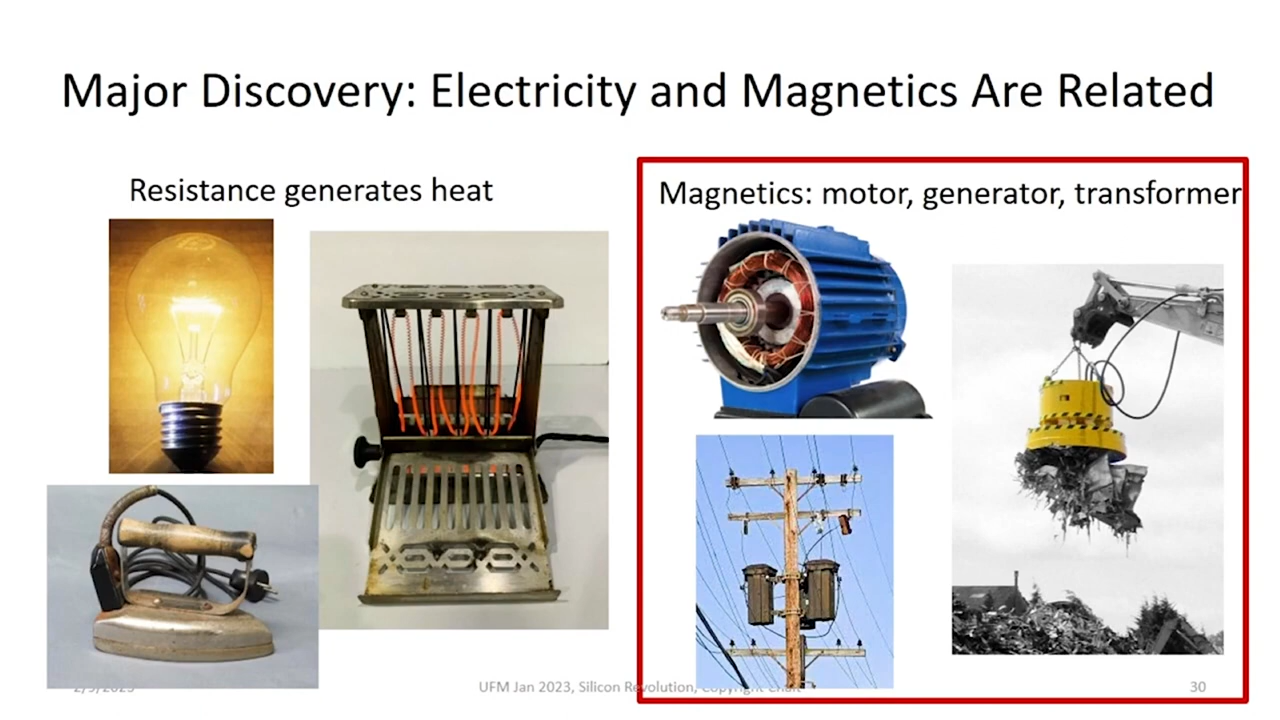 Major Discovery: Electricity and Magnetics Are Related
Resistance generates heat
Magnetics: motor, generator, transformer
UFM Jan 2023, Silicon Revolution, Copyright
30